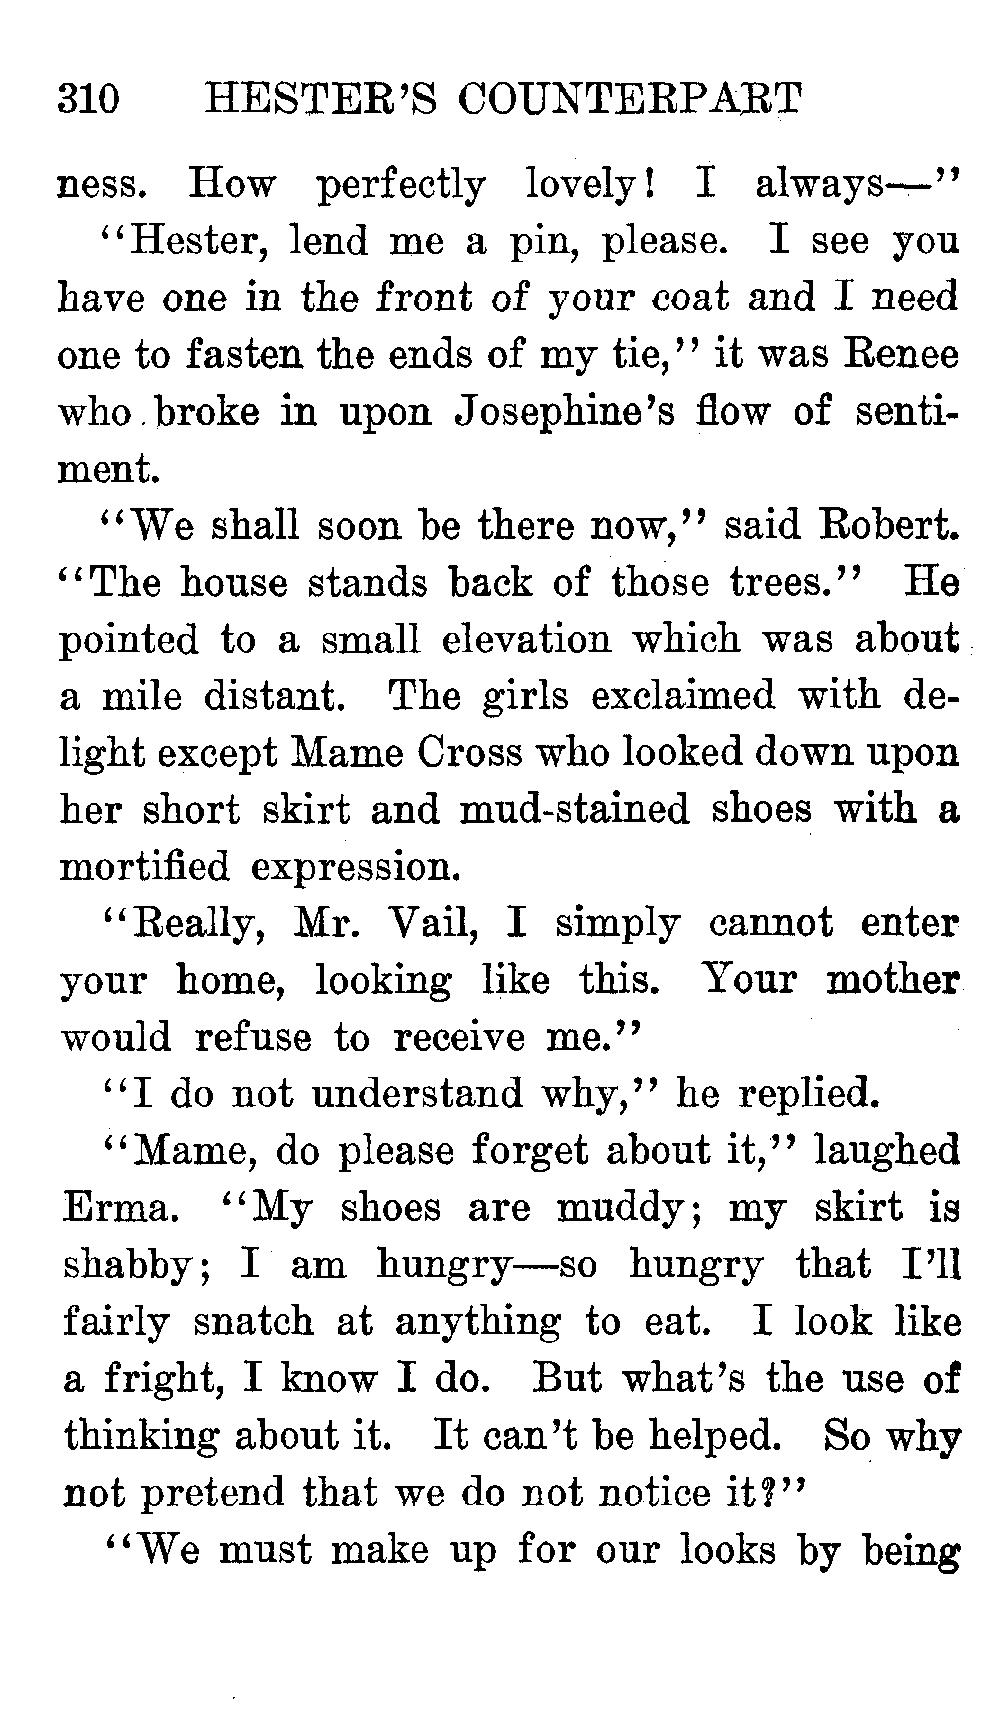 310 HESTER'S COUNTERPART
ness. How perfectly lovely! I always—"
"Hester, lend me a pin, please. I see you
have one in the front of your coat and I need
one to fasten the ends of my tie," it was Renee
who broke in upon Josephine's flow of senti-
ment.
"We shall soon be there now," said Robert.
"The house stands back of those trees." He
pointed to a small elevation which was about
a mile distant. The girls exclaimed with de-
light except Mame Cross who looked down upon
her short skirt and mud-stained shoes with a
mortified expression.
"Really, Mr. Vail, I simply cannot enter
your home, looking like this. Your mother
would refuse to receive me."
"I do not understand why," he replied.
"Mame, do please forget about it," laughed
Erma. "My shoes are muddy; my skirt is
shabby; I am hungry—so hungry that I'll
fairly snatch at anything to eat. I look like
a fright, I know I do. But what's the use of
thinking about it. It can't be helped. So why
not pretend that we do not notice it?"
"We must make up for our looks by being